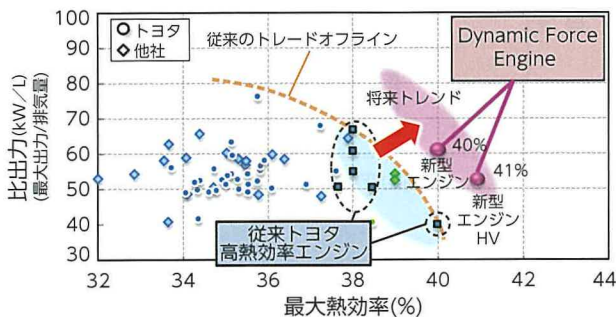 100
90
80
70
60
50
40
30
比出力(kW/L)
(最大出力/排気量)
トヨタ
他社
従来のトレードオフライン
Dynamic Force
Engine
将来トレンド
40%
新型
エンジン
41%
新型
エンジン
HV
従来トヨタ
高熱効率エンジン
32
34
36
38
40
42
44
最大熱効率(%)